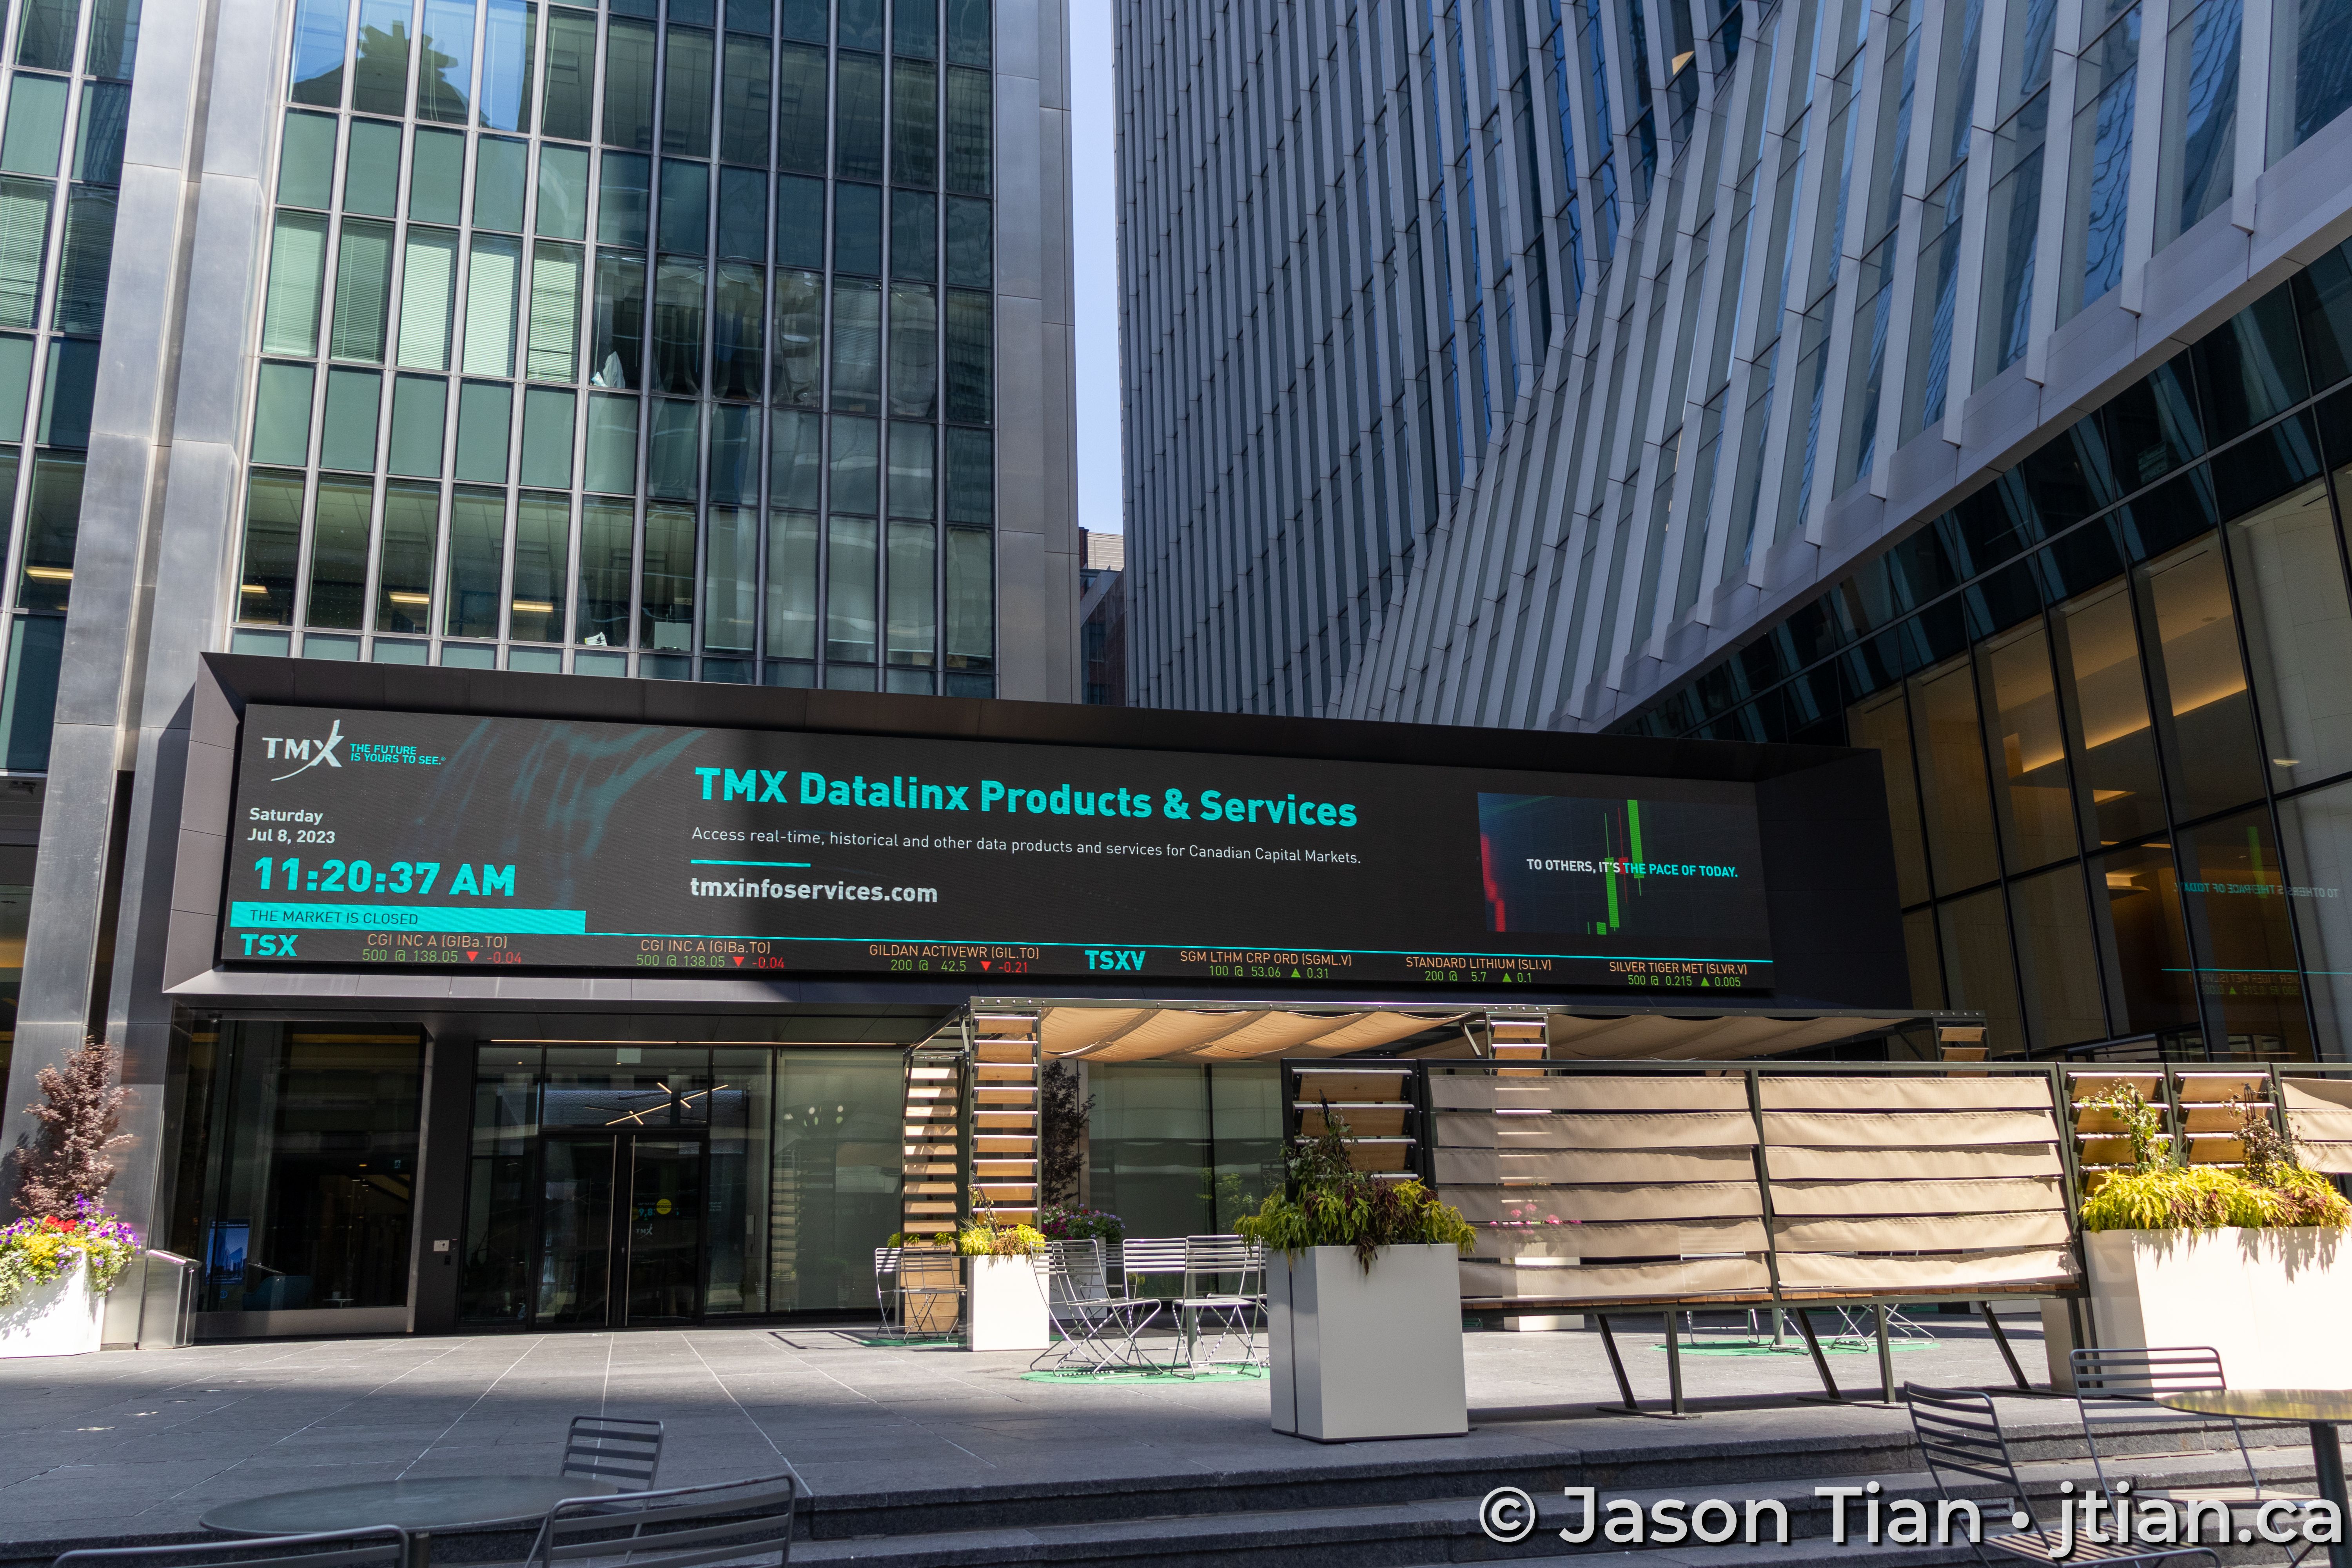 TMX THE FUTURE
IS YOURS TO SEE.®
Saturday
Jul 8, 2023
11:20:37 AM
THE MARKET IS CLOSED
TMX Datalinx Products & Services
Access real-time, historical and other data products and services for Canadian Capital Markets.
tmxinfoservices.com
TO OTHERS, IT'S THE PACE OF TODAY.
TSX
CGI INC A (GIBa.TO)
500 @ 138.05 ▼ -0.04
CGI INC A (GIBa.TO)
500 @ 138.05 ▼ -0.04
GILDAN ACTIVEWR (GIL.TO)
200 @ 42.5 ▼ -0.21
TSXV
SGM LTHM CRP ORD (SGML.V)
100 @ 53.06 ▲ 0.31
STANDARD LITHIUM (SLI.V)
200 @ 5.7 ▲ 0.1
SILVER TIGER MET (SLVR.V)
500 @ 0.215 ▲ 0.005
TMX
© Jason Tian • jtian.ca